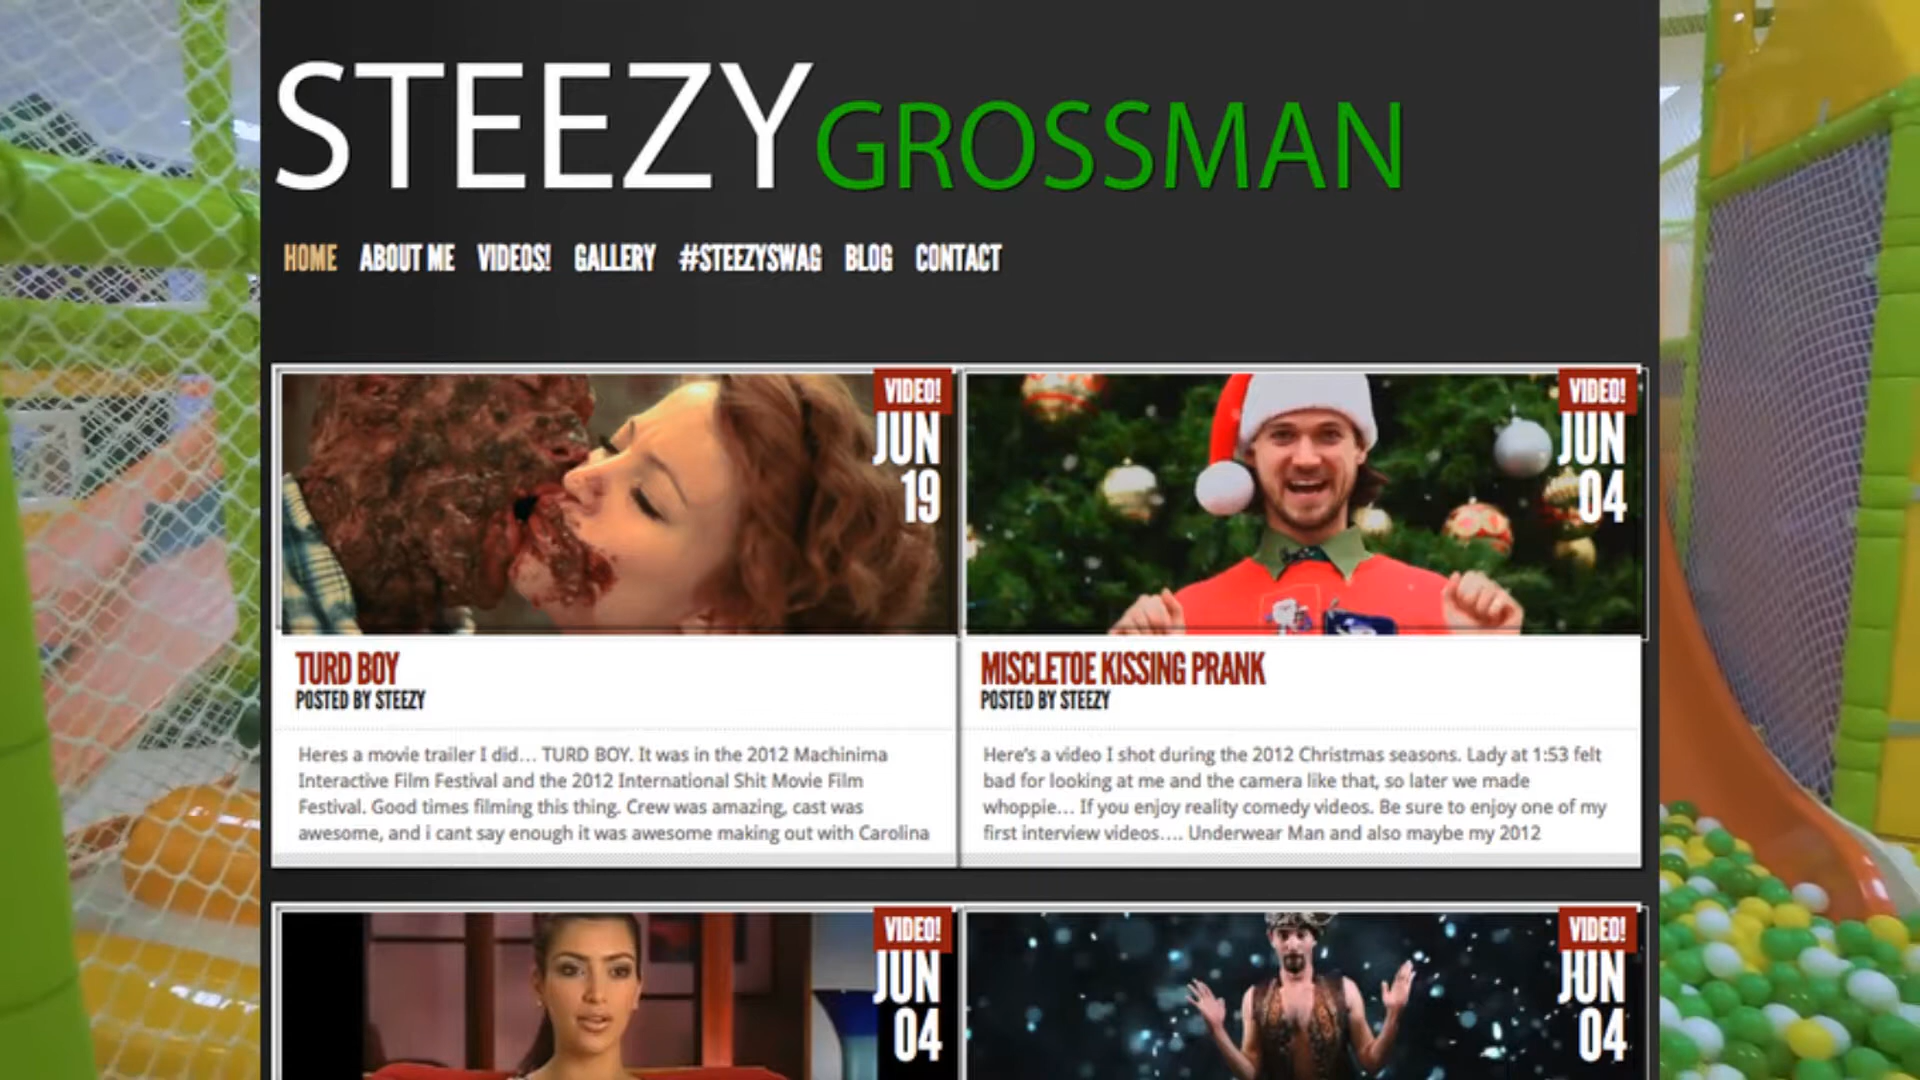 STEEZY GROSSMAN
HOME ABOUT ME VIDEOS! GALLERY #STEEZYSWAG BLOG CONTACT
VIDEO!
JUN
19
TURD BOY
POSTED BY STEEZY
Heres a movie trailer I did... TURD BOY. It was in the 2012 Machinima
Interactive Film Festival and the 2012 International Shit Movie Film
Festival. Good times filming this thing. Crew was amazing, cast was
awesome, and i cant say enough it was awesome making out with Carolina
VIDEO!
JUN
04
MISCLETOE KISSING PRANK
POSTED BY STEEZY
Here's a video I shot during the 2012 Christmas seasons. Lady at 1:53 felt
bad for looking at me and the camera like that, so later we made
whoppie... If you enjoy reality comedy videos. Be sure to enjoy one of my
first interview videos.... Underwear Man and also maybe my 2012
VIDEO!
JUN
04
VIDEO!
JUN
04